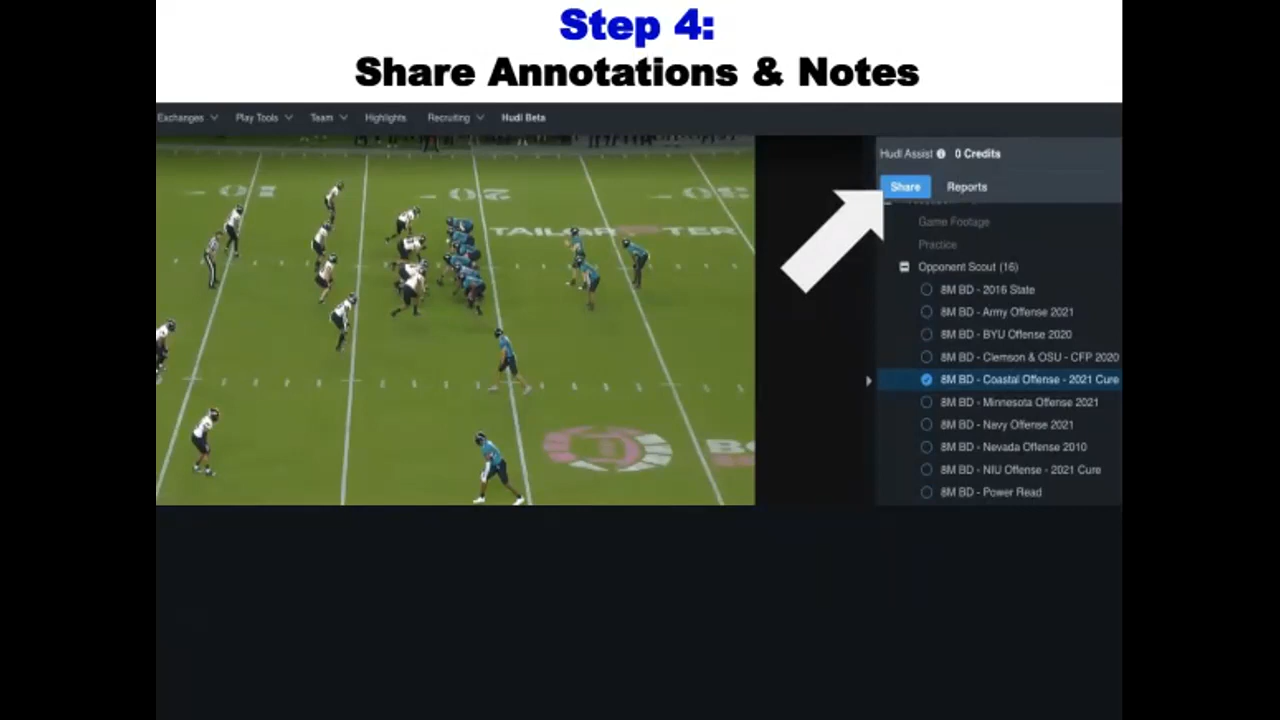 Step 4:
Share Annotations & Notes
Exchanges Play Tools Team Highlights Recruiting Hudl Beta
Hudl Assist 0 Credits
Share Reports
Game Footage
Practice
Opponent Scout (16)
8M BD - 2016 State
8M BD - Army Offense 2021
8M BD - BYU Offense 2020
8M BD - Clemson & OSU - CFP 2020
8M BD - Coastal Offense - 2021 Cure
8M BD - Minnesota Offense 2021
8M BD - Navy Offense 2021
8M BD - Nevada Offense 2010
8M BD - NIU Offense - 2021 Cure
8M BD - Power Read
10 20 30